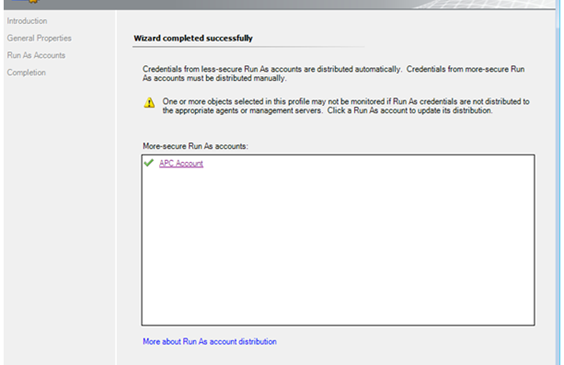 Introduction
General Properties
Run As Accounts
Completion
Wizard completed successfully
Credentials from less-secure Run As accounts are distributed automatically. Credentials from more-secure Run
As accounts must be distributed manually.
One or more objects selected in this profile may not be monitored if Run As credentials are not distributed to
the appropriate agents or management servers. Click a Run As account to update its distribution.
More-secure Run As accounts:
APC Account
More about Run As account distribution